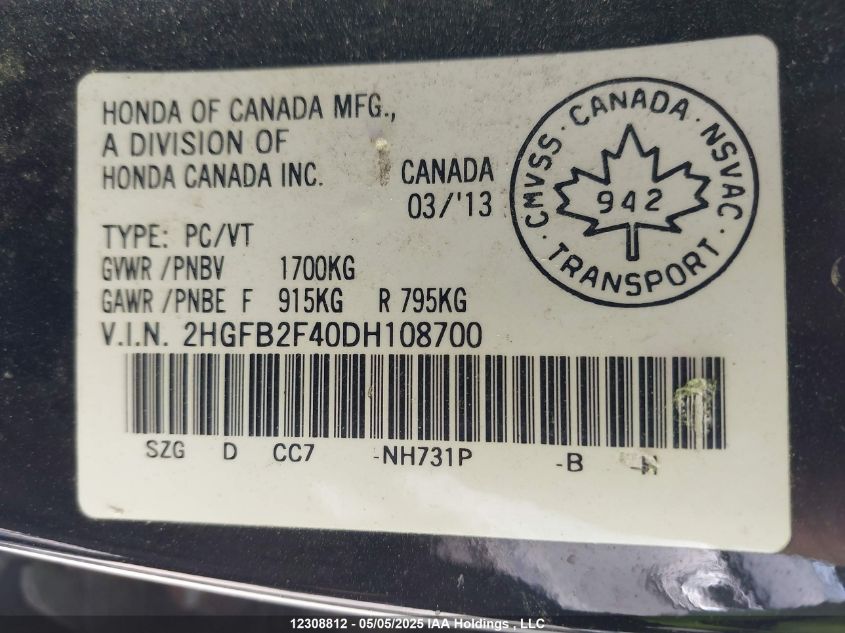 HONDA OF CANADA MFG.,
A DIVISION OF
HONDA CANADA INC.
CANADA
03/'13
TYPE: PC/VT
GVWR/PNBV 1700KG
GAWR/PNBE F 915KG R 795KG
V.I.N. 2HGFB2F40DH108700
CMVSS · CANADA · NSVAC · TRANSPORT ·
942
SZG D CC7 -NH731P -B
12308812 - 05/05/2025 IAA Holdings , LLC